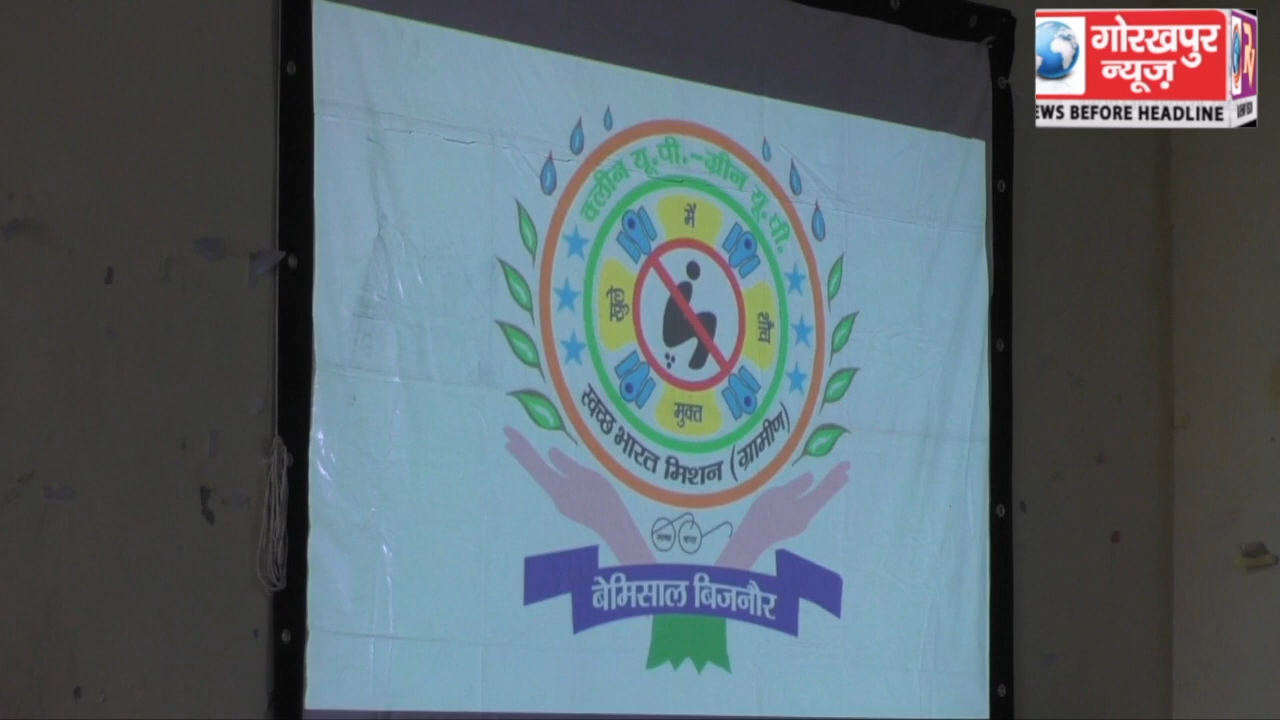 गोरखपुर
न्यूज़
EWS BEFORE HEADLINE
क्लीन यू.पी.-ग्रीन यू.पी.
में
खुले
शौच
मुक्त
स्वच्छ भारत मिशन (ग्रामीण)
बेमिसाल बिजनौर